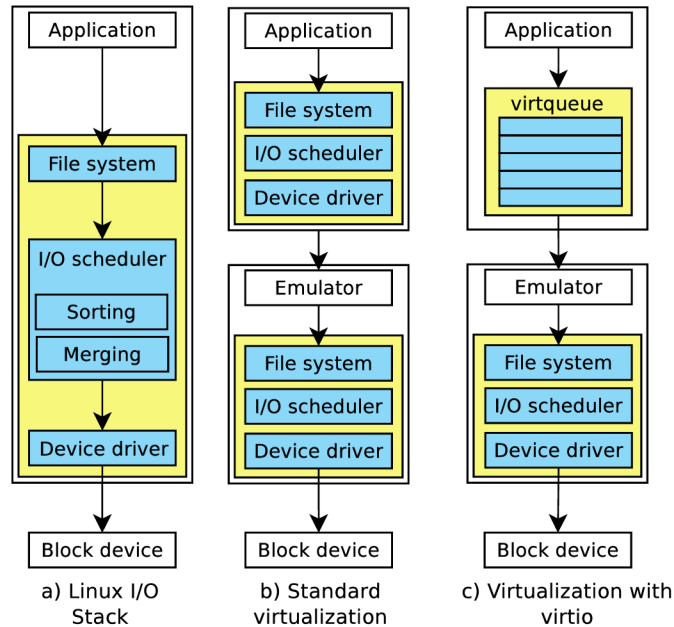 Application
File system
I/O scheduler
Sorting
Merging
Device driver
Block device
a) Linux I/O
Stack
Application
File system
I/O scheduler
Device driver
Emulator
File system
I/O scheduler
Device driver
Block device
b) Standard
virtualization
Application
virtqueue
Emulator
File system
I/O scheduler
Device driver
Block device
c) Virtualization with
virtio